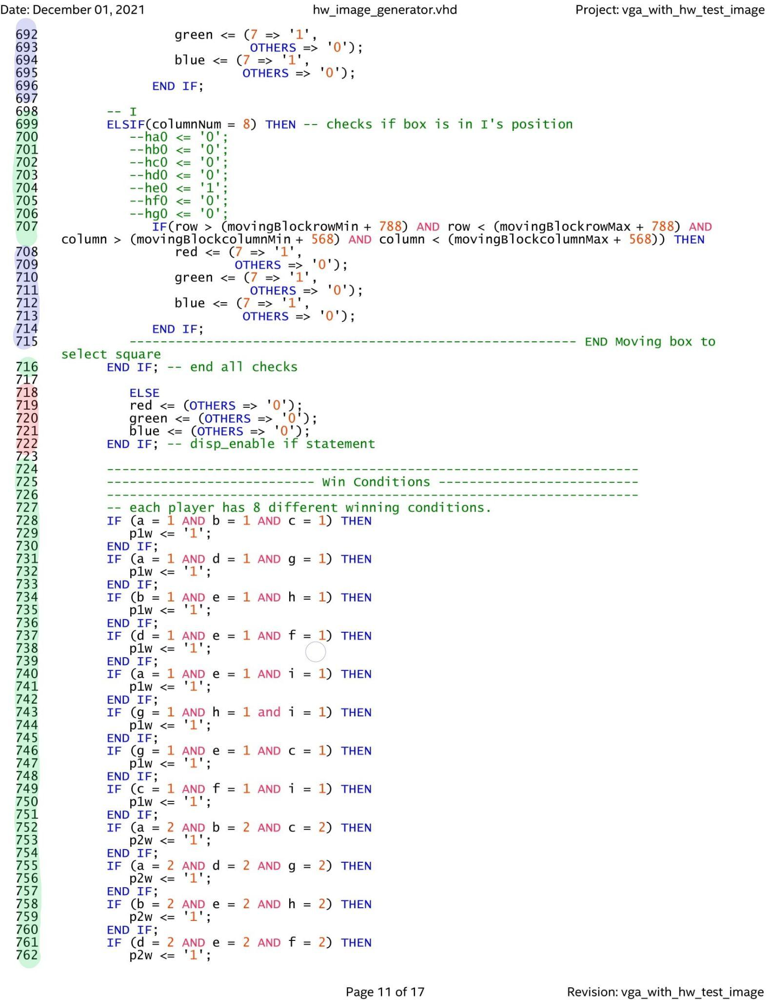 Date: December 01, 2021 hw_image_generator.vhd Project: vga_with_hw_test_image
692 green <= (7 => '1',
693 OTHERS => '0');
694 blue <= (7 => '1',
695 OTHERS => '0');
696 END IF;
697
698 -- I
699 ELSIF(columnNum = 8) THEN -- checks if box is in I's position
700 --ha0 <= '0';
701 --hb0 <= '0';
702 --hc0 <= '0';
703 --hd0 <= '0';
704 --he0 <= '1';
705 --hf0 <= '0';
706 --hg0 <= '0';
707 IF(row > (movingBlockrowMin + 788) AND row < (movingBlockrowMax + 788) AND
column > (movingBlockcolumnMin + 568) AND column < (movingBlockcolumnMax + 568)) THEN
708 red <= (7 => '1',
709 OTHERS => '0');
710 green <= (7 => '1',
711 OTHERS => '0');
712 blue <= (7 => '1',
713 OTHERS => '0');
714 END IF;
715 ---------------------------------------------------------- END Moving box to
select square
716 END IF; -- end all checks
717
718 ELSE
719 red <= (OTHERS => '0');
720 green <= (OTHERS => '0');
721 blue <= (OTHERS => '0');
722 END IF; -- disp_enable if statement
723
724 ----------------------------------------------------------------------
725 --------------------------- Win Conditions --------------------------
726 ----------------------------------------------------------------------
727 -- each player has 8 different winning conditions.
728 IF (a = 1 AND b = 1 AND c = 1) THEN
729 p1w <= '1';
730 END IF;
731 IF (a = 1 AND d = 1 AND g = 1) THEN
732 p1w <= '1';
733 END IF;
734 IF (b = 1 AND e = 1 AND h = 1) THEN
735 p1w <= '1';
736 END IF;
737 IF (d = 1 AND e = 1 AND f = 1) THEN
738 p1w <= '1';
739 END IF;
740 IF (a = 1 AND e = 1 AND i = 1) THEN
741 p1w <= '1';
742 END IF;
743 IF (g = 1 AND h = 1 and i = 1) THEN
744 p1w <= '1';
745 END IF;
746 IF (g = 1 AND e = 1 AND c = 1) THEN
747 p1w <= '1';
748 END IF;
749 IF (c = 1 AND f = 1 AND i = 1) THEN
750 p1w <= '1';
751 END IF;
752 IF (a = 2 AND b = 2 AND c = 2) THEN
753 p2w <= '1';
754 END IF;
755 IF (a = 2 AND d = 2 AND g = 2) THEN
756 p2w <= '1';
757 END IF;
758 IF (b = 2 AND e = 2 AND h = 2) THEN
759 p2w <= '1';
760 END IF;
761 IF (d = 2 AND e = 2 AND f = 2) THEN
762 p2w <= '1';
Page 11 of 17 Revision: vga_with_hw_test_image